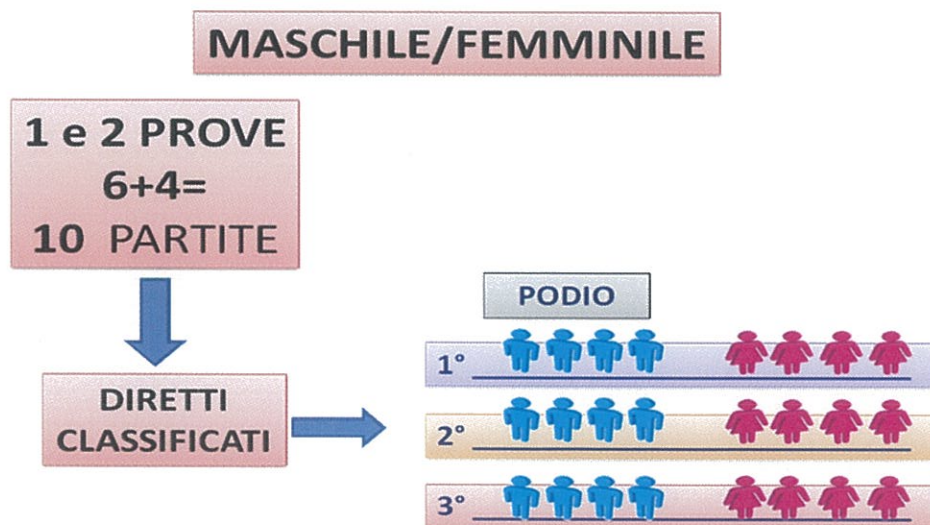 MASCHILE/FEMMINILE
1 e 2 PROVE
6+4=
10 PARTITE
DIRETTI
CLASSIFICATI
PODIO
1°
2°
3°